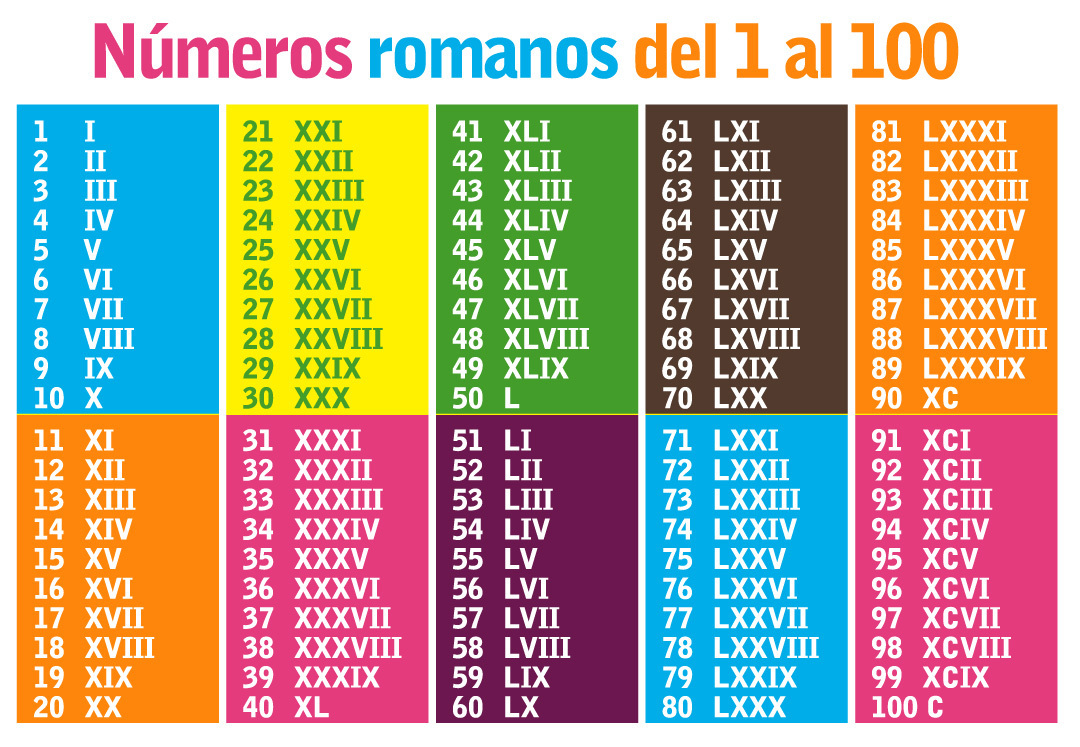 Números romanos del 1 al 100
1 I
2 II
3 III
4 IV
5 V
6 VI
7 VII
8 VIII
9 IX
10 X
11 XI
12 XII
13 XIII
14 XIV
15 XV
16 XVI
17 XVII
18 XVIII
19 XIX
20 XX
21 XXI
22 XXII
23 XXIII
24 XXIV
25 XXV
26 XXVI
27 XXVII
28 XXVIII
29 XXIX
30 XXX
31 XXXI
32 XXXII
33 XXXIII
34 XXXIV
35 XXXV
36 XXXVI
37 XXXVII
38 XXXVIII
39 XXXIX
40 XL
41 XLI
42 XLII
43 XLIII
44 XLIV
45 XLV
46 XLVI
47 XLVII
48 XLVIII
49 XLIX
50 L
51 LI
52 LII
53 LIII
54 LIV
55 LV
56 LVI
57 LVII
58 LVIII
59 LIX
60 LX
61 LXI
62 LXII
63 LXIII
64 LXIV
65 LXV
66 LXVI
67 LXVII
68 LXVIII
69 LXIX
70 LXX
71 LXXI
72 LXXII
73 LXXIII
74 LXXIV
75 LXXV
76 LXXVI
77 LXXVII
78 LXXVIII
79 LXXIX
80 LXXX
81 LXXXI
82 LXXXII
83 LXXXIII
84 LXXXIV
85 LXXXV
86 LXXXVI
87 LXXXVII
88 LXXXVIII
89 LXXXIX
90 XC
91 XCI
92 XCII
93 XCIII
94 XCIV
95 XCV
96 XCVI
97 XCVII
98 XCVIII
99 XCIX
100 C